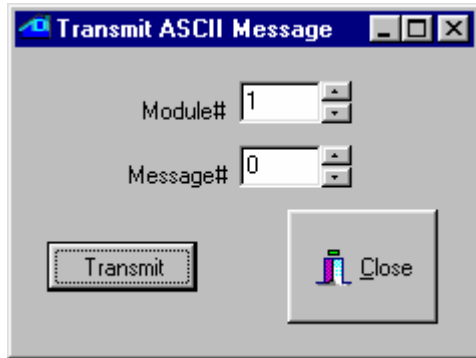 Transmit ASCII Message
Module# 1
Message# 0
Transmit
Close